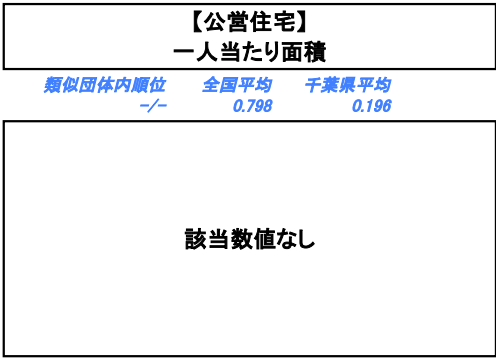 【公営住宅】
一人当たり面積
類似団体内順位 全国平均 千葉県平均
-/- 0.798 0.196
該当数値なし